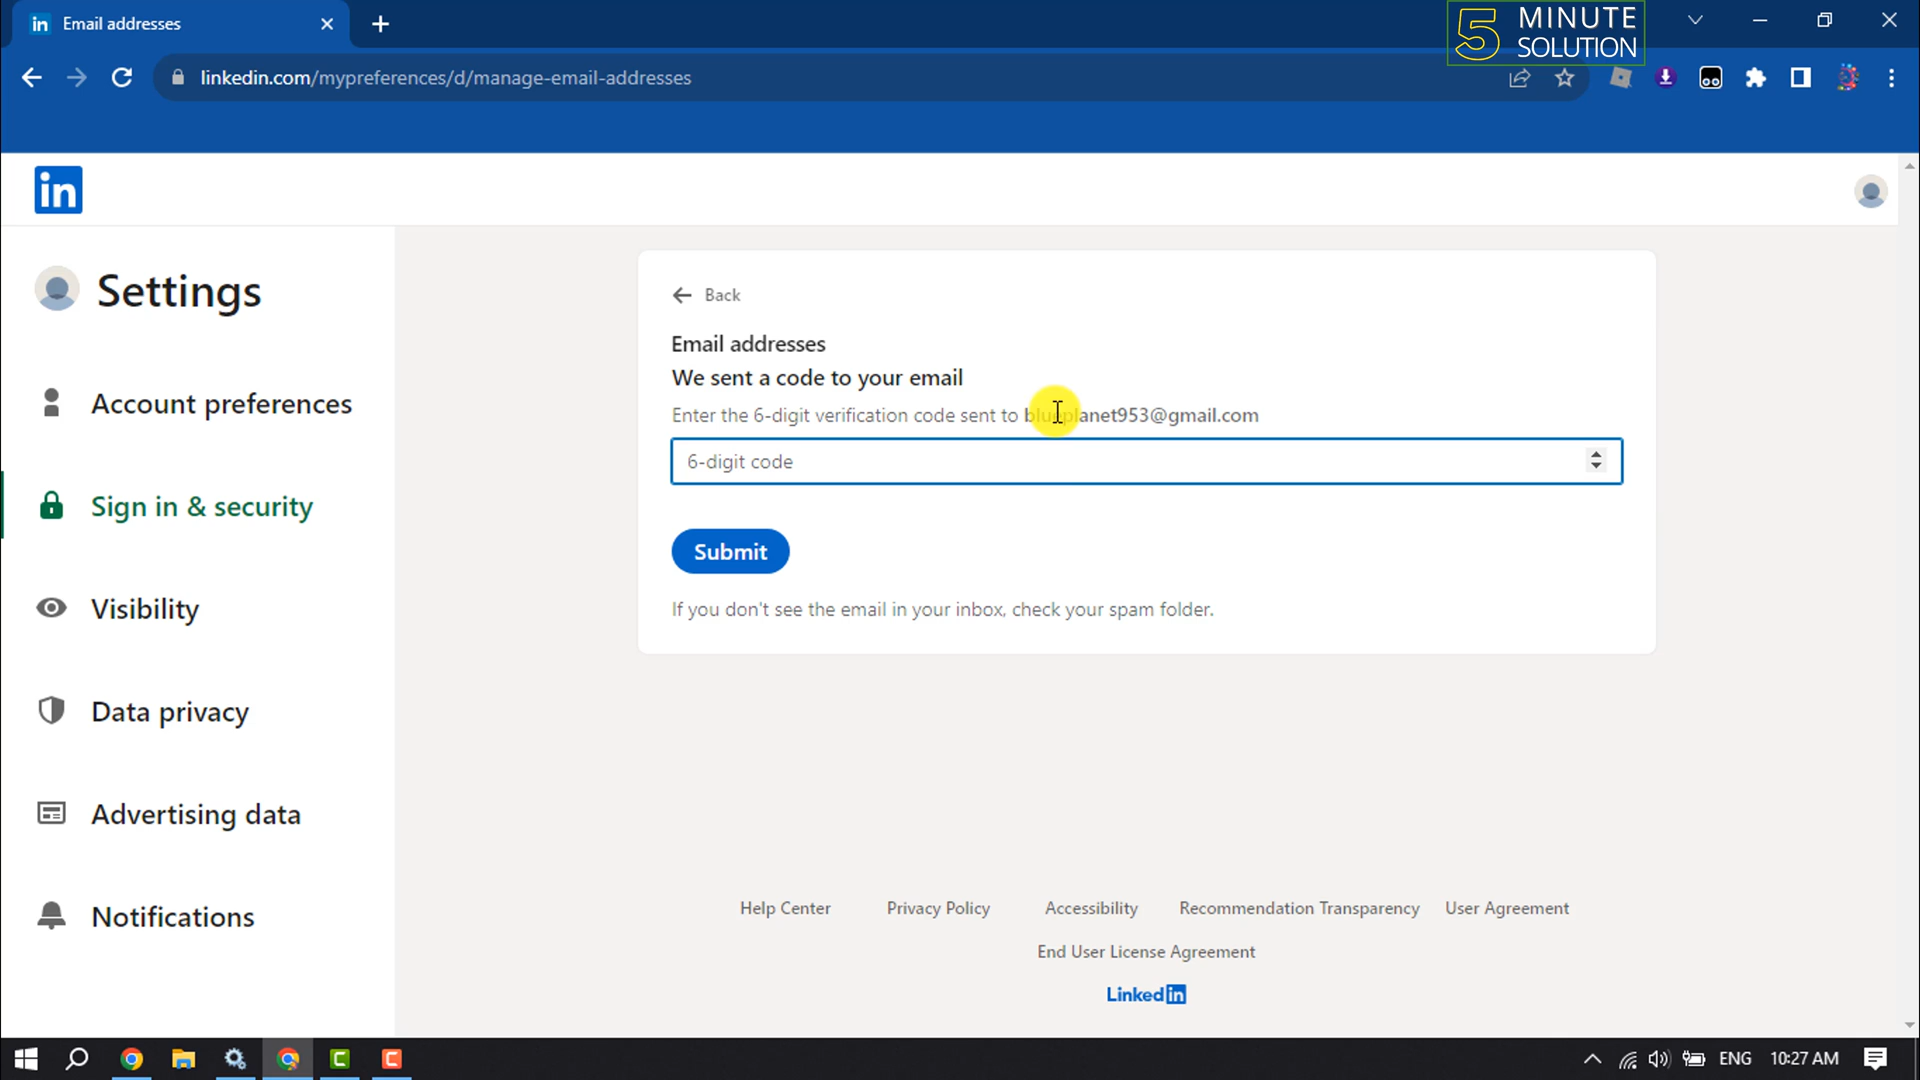 Email addresses
5 MINUTE
SOLUTION
linkedin.com/mypreferences/d/manage-email-addresses
in
Settings
Account preferences
Sign in & security
Visibility
Data privacy
Advertising data
Notifications
Back
Email addresses
We sent a code to your email
Enter the 6-digit verification code sent to blueplanet953@gmail.com
6-digit code
Submit
If you don't see the email in your inbox, check your spam folder.
Help Center Privacy Policy Accessibility Recommendation Transparency User Agreement
End User License Agreement
Linkedin
ENG 10:27 AM